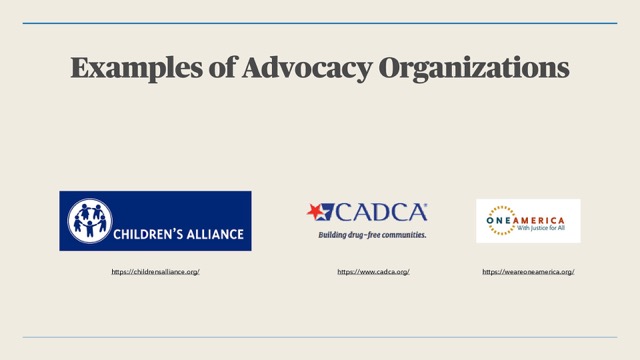 Examples of Advocacy Organizations
CHILDREN'S ALLIANCE
CADCA®
Building drug-free communities.
ONEAMERICA
With Justice for All
https://childrensalliance.org/
https://www.cadca.org/
https://weareoneamerica.org/